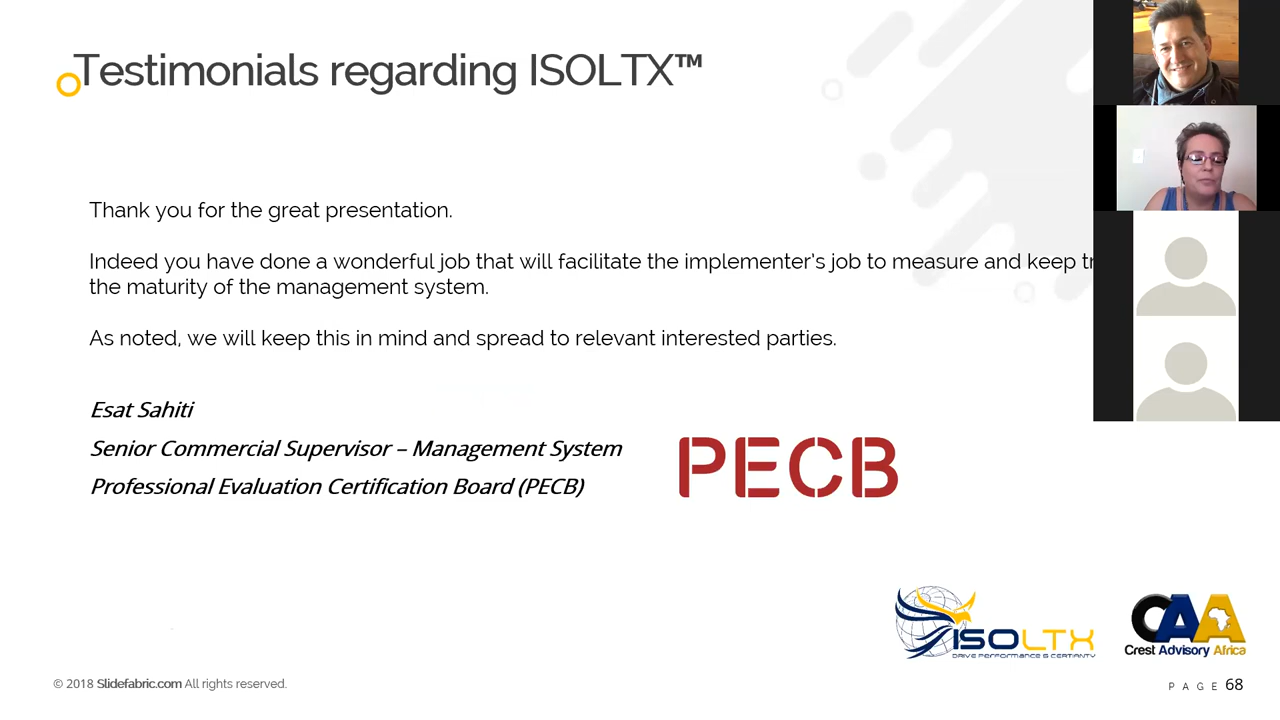 Testimonials regarding ISOLTX™
Thank you for the great presentation.
Indeed you have done a wonderful job that will facilitate the implementer's job to measure and keep
the maturity of the management system.
As noted, we will keep this in mind and spread to relevant interested parties.
Esat Sahiti
Senior Commercial Supervisor – Management System
Professional Evaluation Certification Board (PECB)
PECB
ISOLTX
DRIVE PERFORMANCE & CERTIANTY
CAA
Crest Advisory Africa
© 2018 Slidefabric.com All rights reserved.
PAGE 68